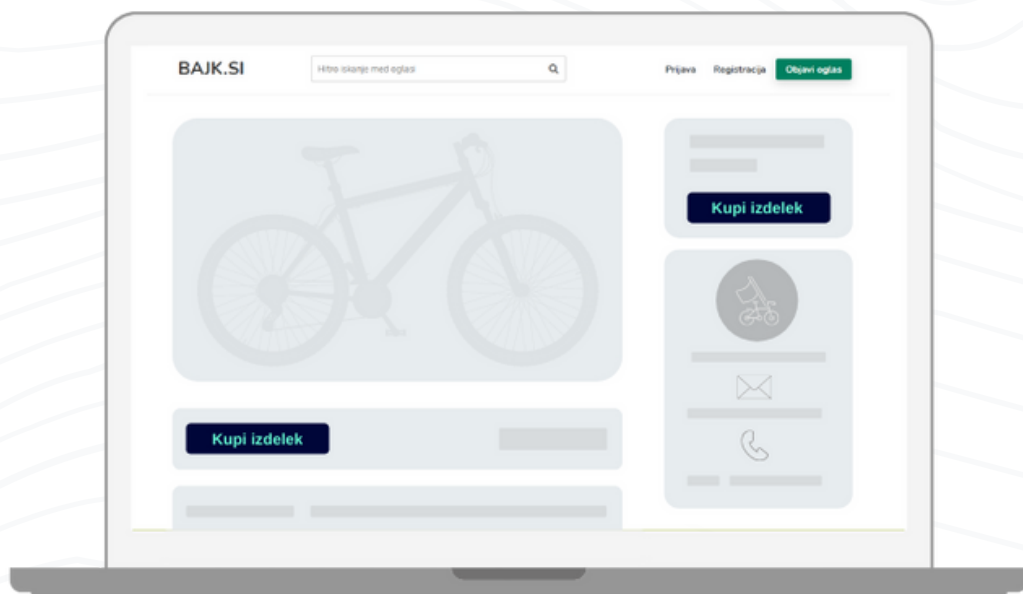 BAJK.SI
Hitro iskanje med oglasi
Prijava
Registracija
Objavi oglas
Kupi izdelek
Kupi izdelek